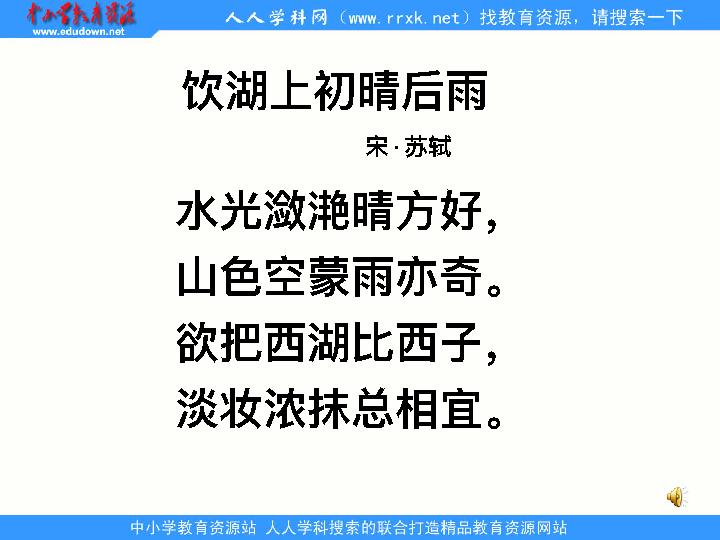 中小学教育资源
www.edudown.net
人人学科网（www.rrxk.net）找教育资源，请搜索一下
饮湖上初晴后雨
宋·苏轼
水光潋滟晴方好，
山色空蒙雨亦奇。
欲把西湖比西子，
淡妆浓抹总相宜。
中小学教育资源站 人人学科搜索的联合打造精品教育资源网站